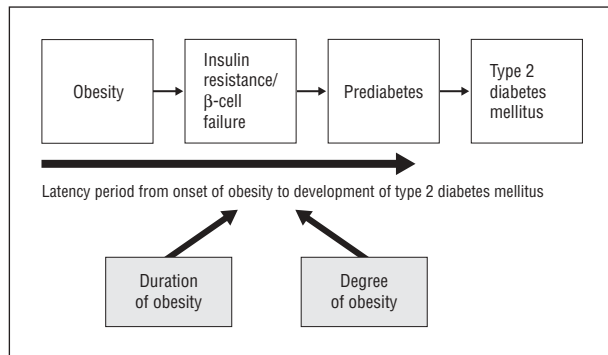 Obesity
Insulin
resistance/
β-cell
failure
Prediabetes
Type 2
diabetes
mellitus
Latency period from onset of obesity to development of type 2 diabetes mellitus
Duration
of obesity
Degree
of obesity